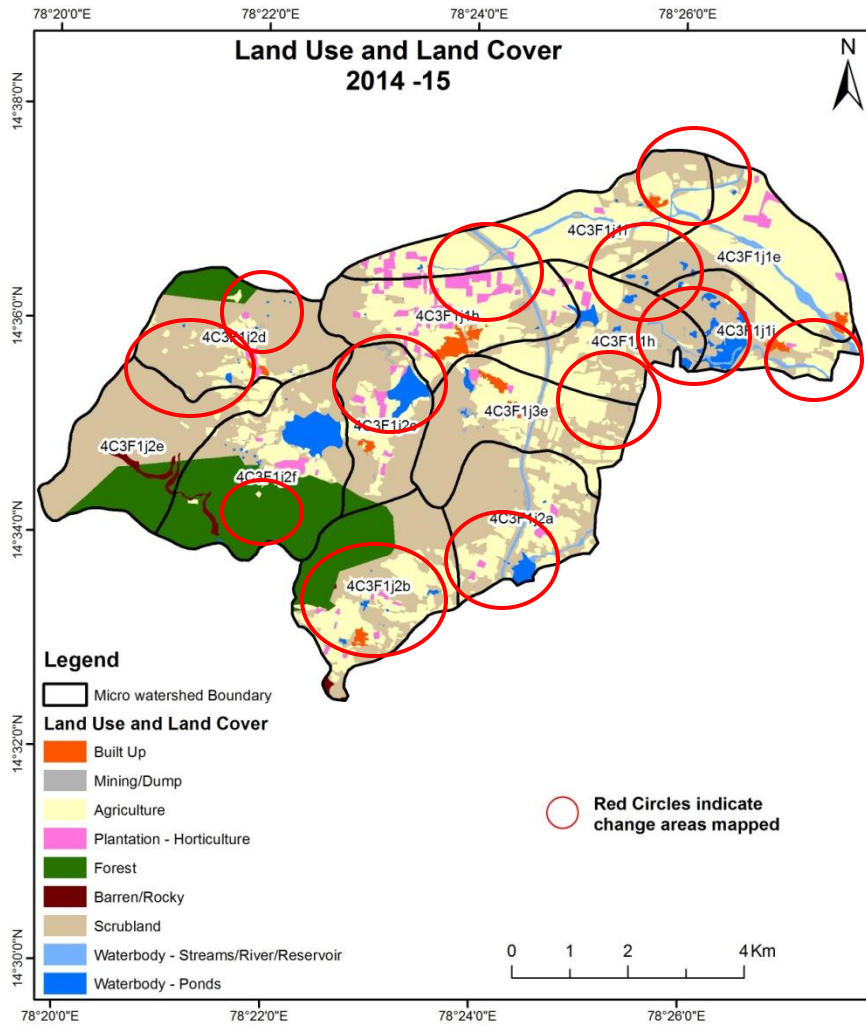 78°20'0"E 78°22'0"E 78°24'0"E 78°26'0"E
Land Use and Land Cover
2014 -15
N
14°38'0"N
14°36'0"N
14°34'0"N
14°32'0"N
14°30'0"N
4C3F1j1f
4C3F1j1e
4C3F1j1h
4C3F1j2d
4C3F1j1i
4C3F1j1h
4C3F1j3e
4C3F1j2c
4C3F1j2e
4C3F1j2f
4C3F1j2a
4C3F1j2b
Legend
Micro watershed Boundary
Land Use and Land Cover
Built Up
Mining/Dump
Agriculture
Plantation - Horticulture
Forest
Barren/Rocky
Scrubland
Waterbody - Streams/River/Reservoir
Waterbody - Ponds
Red Circles indicate
change areas mapped
0 1 2 4 Km
78°20'0"E 78°22'0"E 78°24'0"E 78°26'0"E